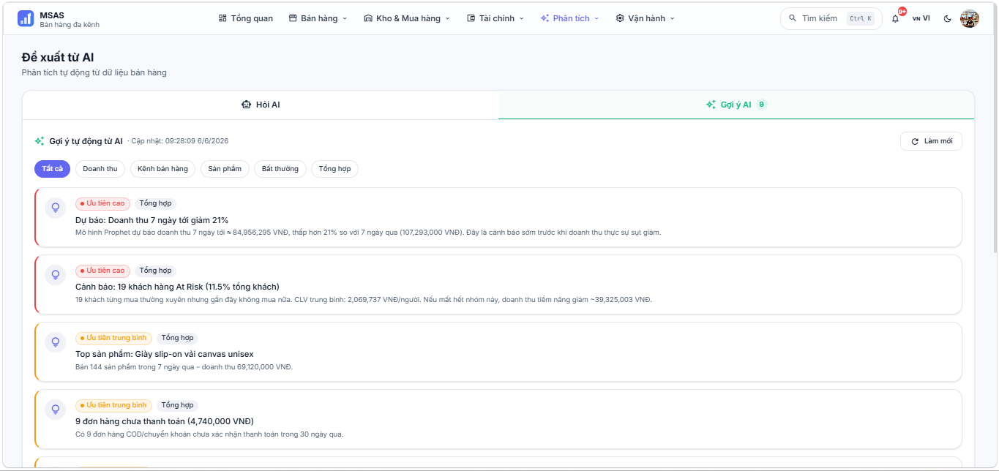 MSAS
Bán hàng đa kênh
Tổng quan
Bán hàng
Kho & Mua hàng
Tài chính
Phân tích
Vận hành
Tìm kiếm
Ctrl K
9+
VN VI
Đề xuất từ AI
Phân tích tự động từ dữ liệu bán hàng
Hỏi AI
Gợi ý AI 9
Gợi ý tự động từ AI · Cập nhật: 09:28:09 6/6/2026
Làm mới
Tất cả
Doanh thu
Kênh bán hàng
Sản phẩm
Bất thường
Tổng hợp
Ưu tiên cao Tổng hợp
Dự báo: Doanh thu 7 ngày tới giảm 21%
Mô hình Prophet dự báo doanh thu 7 ngày tới ≈ 84,956,295 VNĐ, thấp hơn 21% so với 7 ngày qua (107,293,000 VNĐ). Đây là cảnh báo sớm trước khi doanh thu thực sự sụt giảm.
Ưu tiên cao Tổng hợp
Cảnh báo: 19 khách hàng At Risk (11.5% tổng khách)
19 khách từng mua thường xuyên nhưng gần đây không mua nữa. CLV trung bình: 2,069,737 VNĐ/người. Nếu mất hết nhóm này, doanh thu tiềm năng giảm ~39,325,003 VNĐ.
Ưu tiên trung bình Tổng hợp
Top sản phẩm: Giày slip-on vải canvas unisex
Bán 144 sản phẩm trong 7 ngày qua – doanh thu 69,120,000 VNĐ.
Ưu tiên trung bình Tổng hợp
9 đơn hàng chưa thanh toán (4,740,000 VNĐ)
Có 9 đơn hàng COD/chuyển khoản chưa xác nhận thanh toán trong 30 ngày qua.